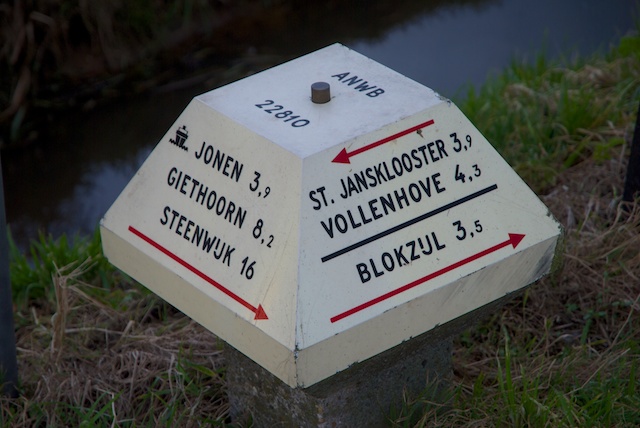 ANWB
22810
JONEN 3,9
GIETHOORN 8,2
STEENWIJK 16
ST. JANSKLOOSTER 3,9
VOLLENHOVE 4,3
BLOKZIJL 3,5